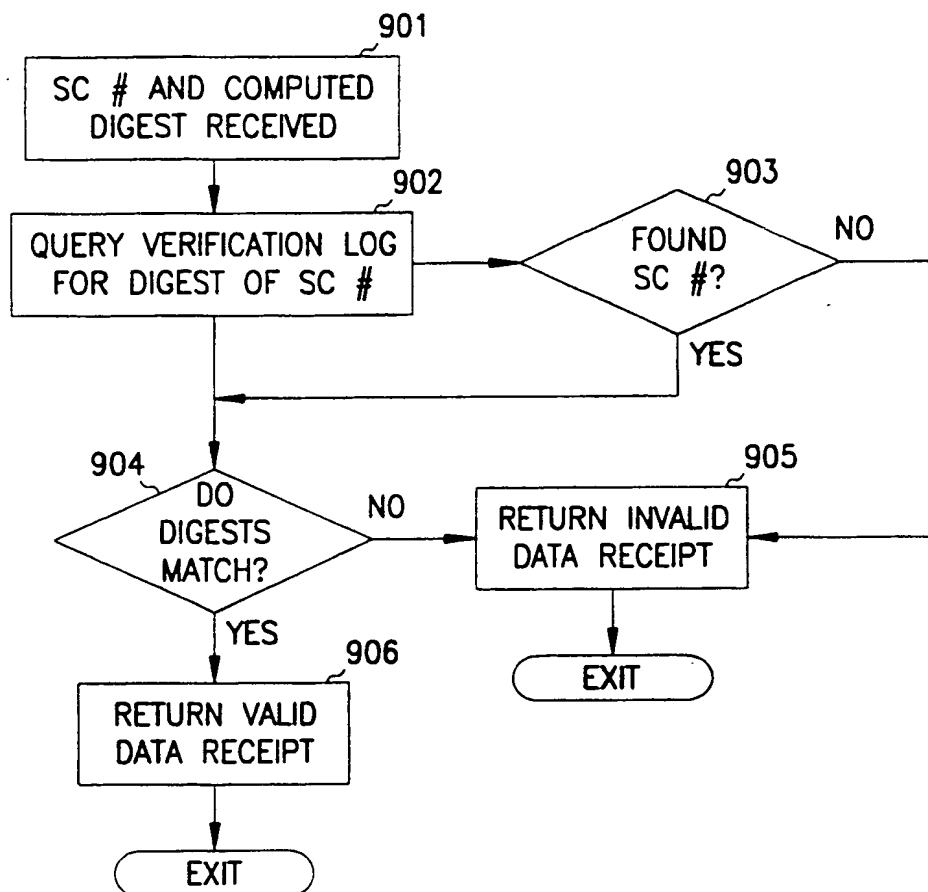 901
SC # AND COMPUTED
DIGEST RECEIVED
902
QUERY VERIFICATION LOG
FOR DIGEST OF SC #
903
FOUND
SC #?
NO
YES
904
DO
DIGESTS
MATCH?
NO
YES
905
RETURN INVALID
DATA RECEIPT
EXIT
906
RETURN VALID
DATA RECEIPT
EXIT